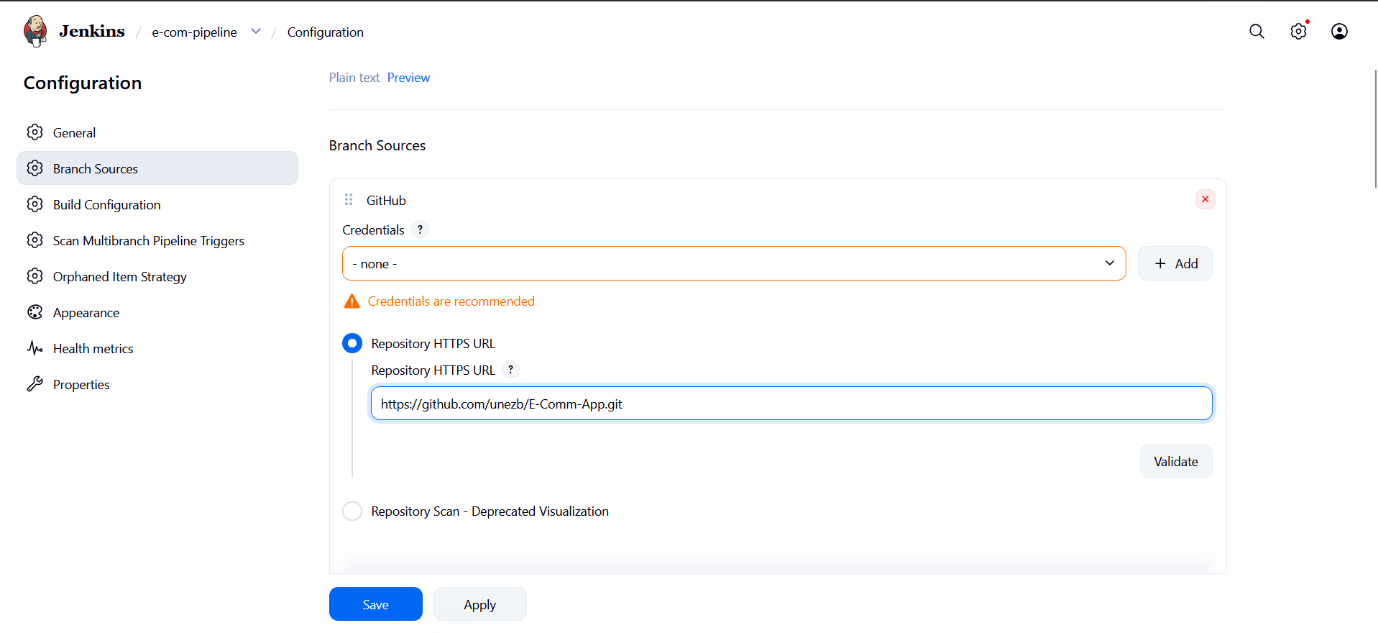 Jenkins / e-com-pipeline / Configuration
Configuration
General
Branch Sources
Build Configuration
Scan Multibranch Pipeline Triggers
Orphaned Item Strategy
Appearance
Health metrics
Properties
Plain text Preview
Branch Sources
GitHub
Credentials ?
- none -
+ Add
Credentials are recommended
Repository HTTPS URL
Repository HTTPS URL ?
https://github.com/unezb/E-Comm-App.git
Validate
Repository Scan - Deprecated Visualization
Save Apply